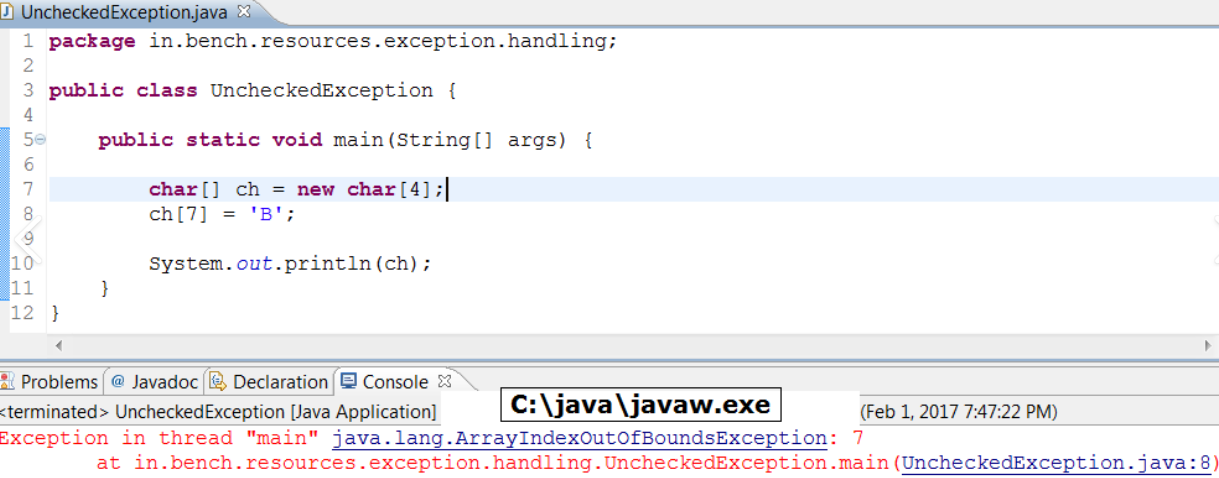 UncheckedException.java
1 package in.bench.resources.exception.handling;
2
3 public class UncheckedException {
4
5 public static void main(String[] args) {
6
7 char[] ch = new char[4];
8 ch[7] = 'B';
9
10 System.out.println(ch);
11 }
12 }
Problems @ Javadoc Declaration Console
<terminated> UncheckedException [Java Application] C:\java\javaw.exe (Feb 1, 2017 7:47:22 PM)
Exception in thread "main" java.lang.ArrayIndexOutOfBoundsException: 7
at in.bench.resources.exception.handling.UncheckedException.main(UncheckedException.java:8)